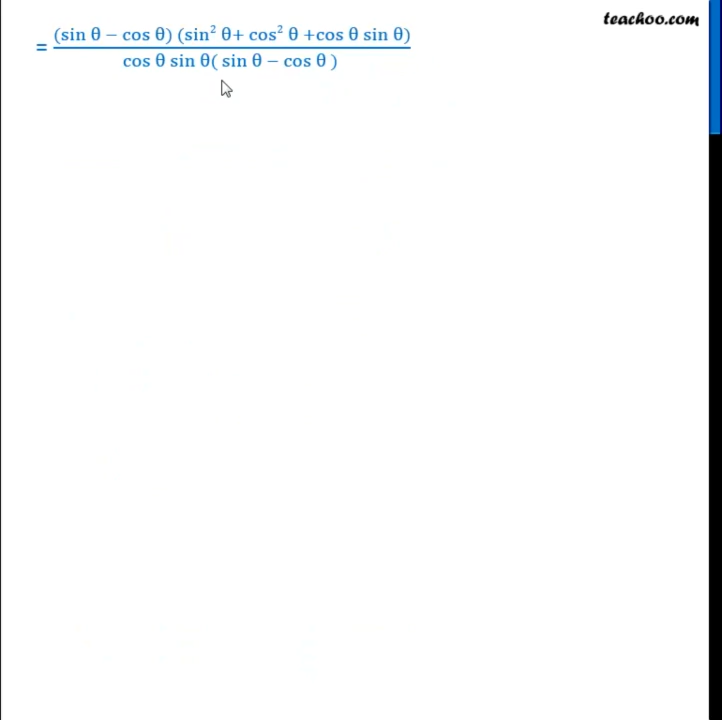 teachoo.com
= (sin θ − cos θ) (sin² θ+ cos² θ +cos θ sin θ)
cos θ sin θ( sin θ − cos θ )